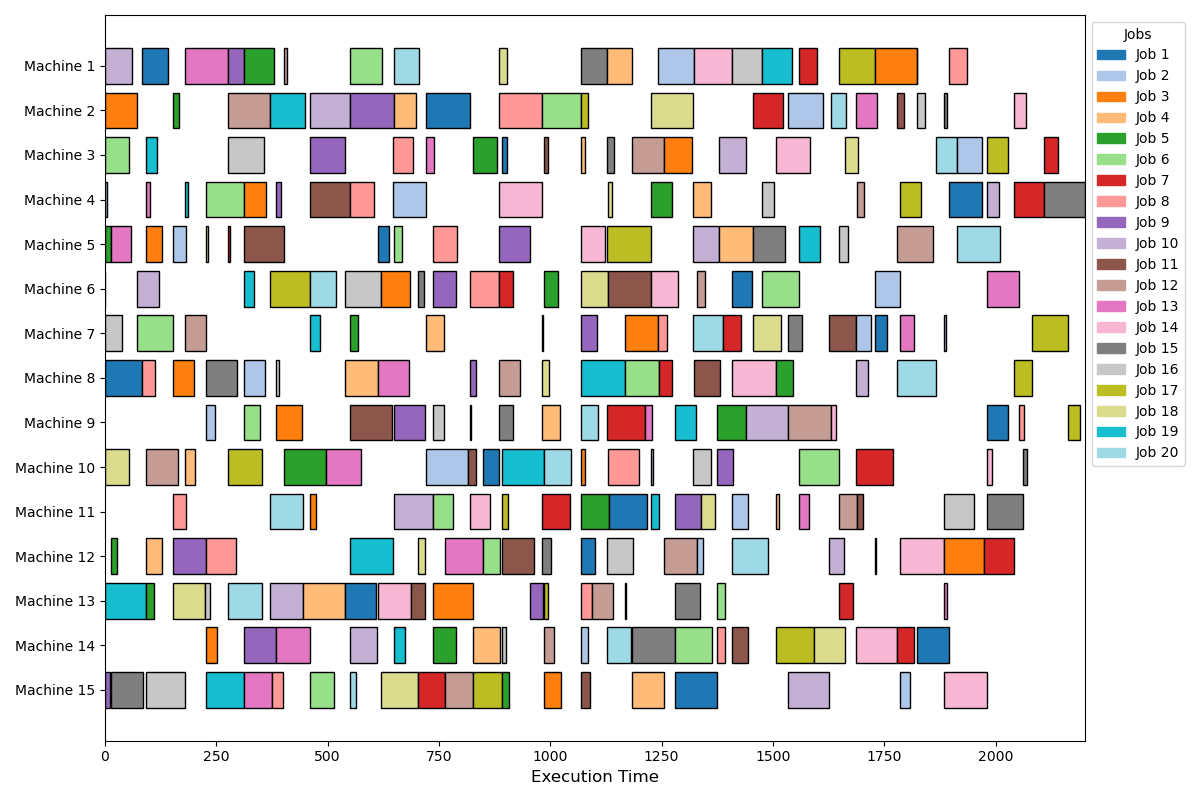 Machine 1
Machine 2
Machine 3
Machine 4
Machine 5
Machine 6
Machine 7
Machine 8
Machine 9
Machine 10
Machine 11
Machine 12
Machine 13
Machine 14
Machine 15
0 250 500 750 1000 1250 1500 1750 2000
Execution Time
Jobs
Job 1
Job 2
Job 3
Job 4
Job 5
Job 6
Job 7
Job 8
Job 9
Job 10
Job 11
Job 12
Job 13
Job 14
Job 15
Job 16
Job 17
Job 18
Job 19
Job 20